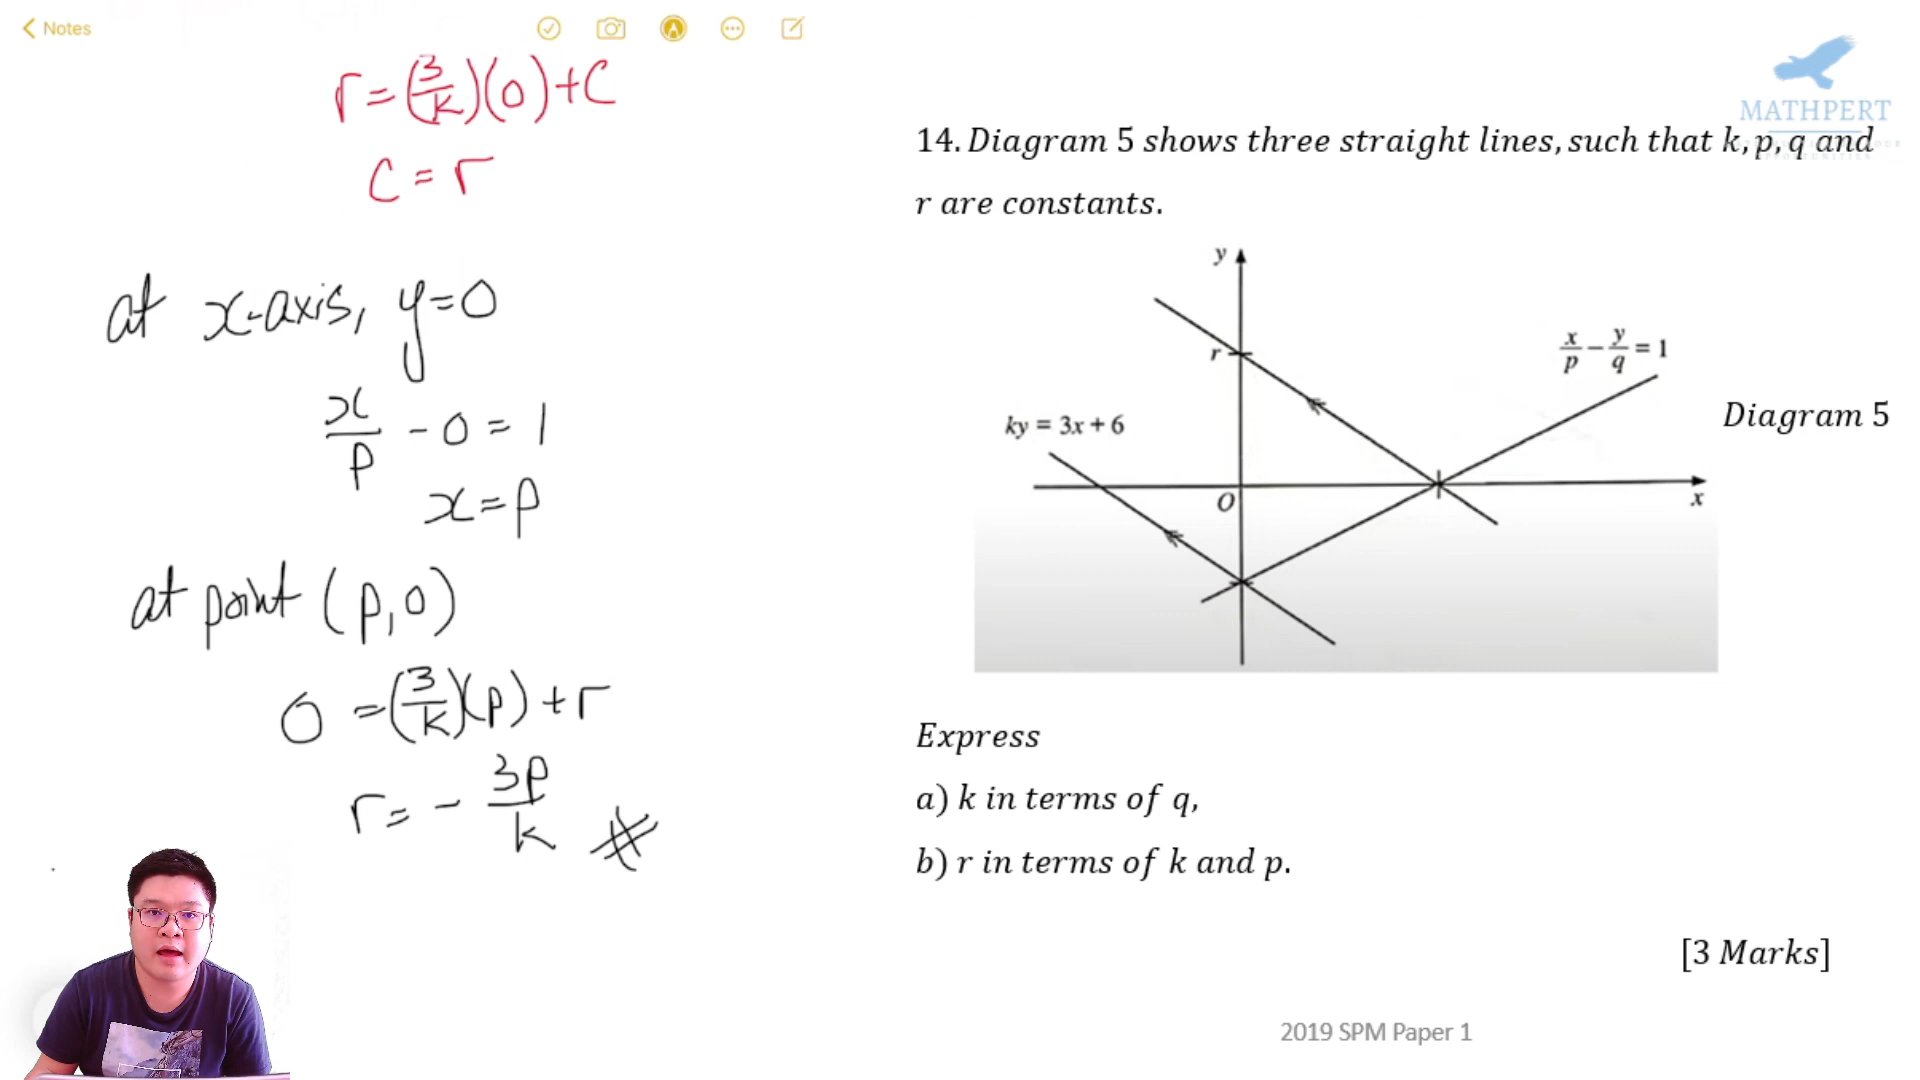 Notes
r = (3/k)(0) + C
C = r
at x-axis, y = 0
x/p - 0 = 1
x = p
at point (p, 0)
0 = (3/k)(p) + r
r = - 3p/k
MATHPERT
14. Diagram 5 shows three straight lines, such that k, p, q and
r are constants.
y
r
x/p − y/q = 1
ky = 3x + 6
Diagram 5
O
x
Express
a) k in terms of q,
b) r in terms of k and p.
[3 Marks]
2019 SPM Paper 1